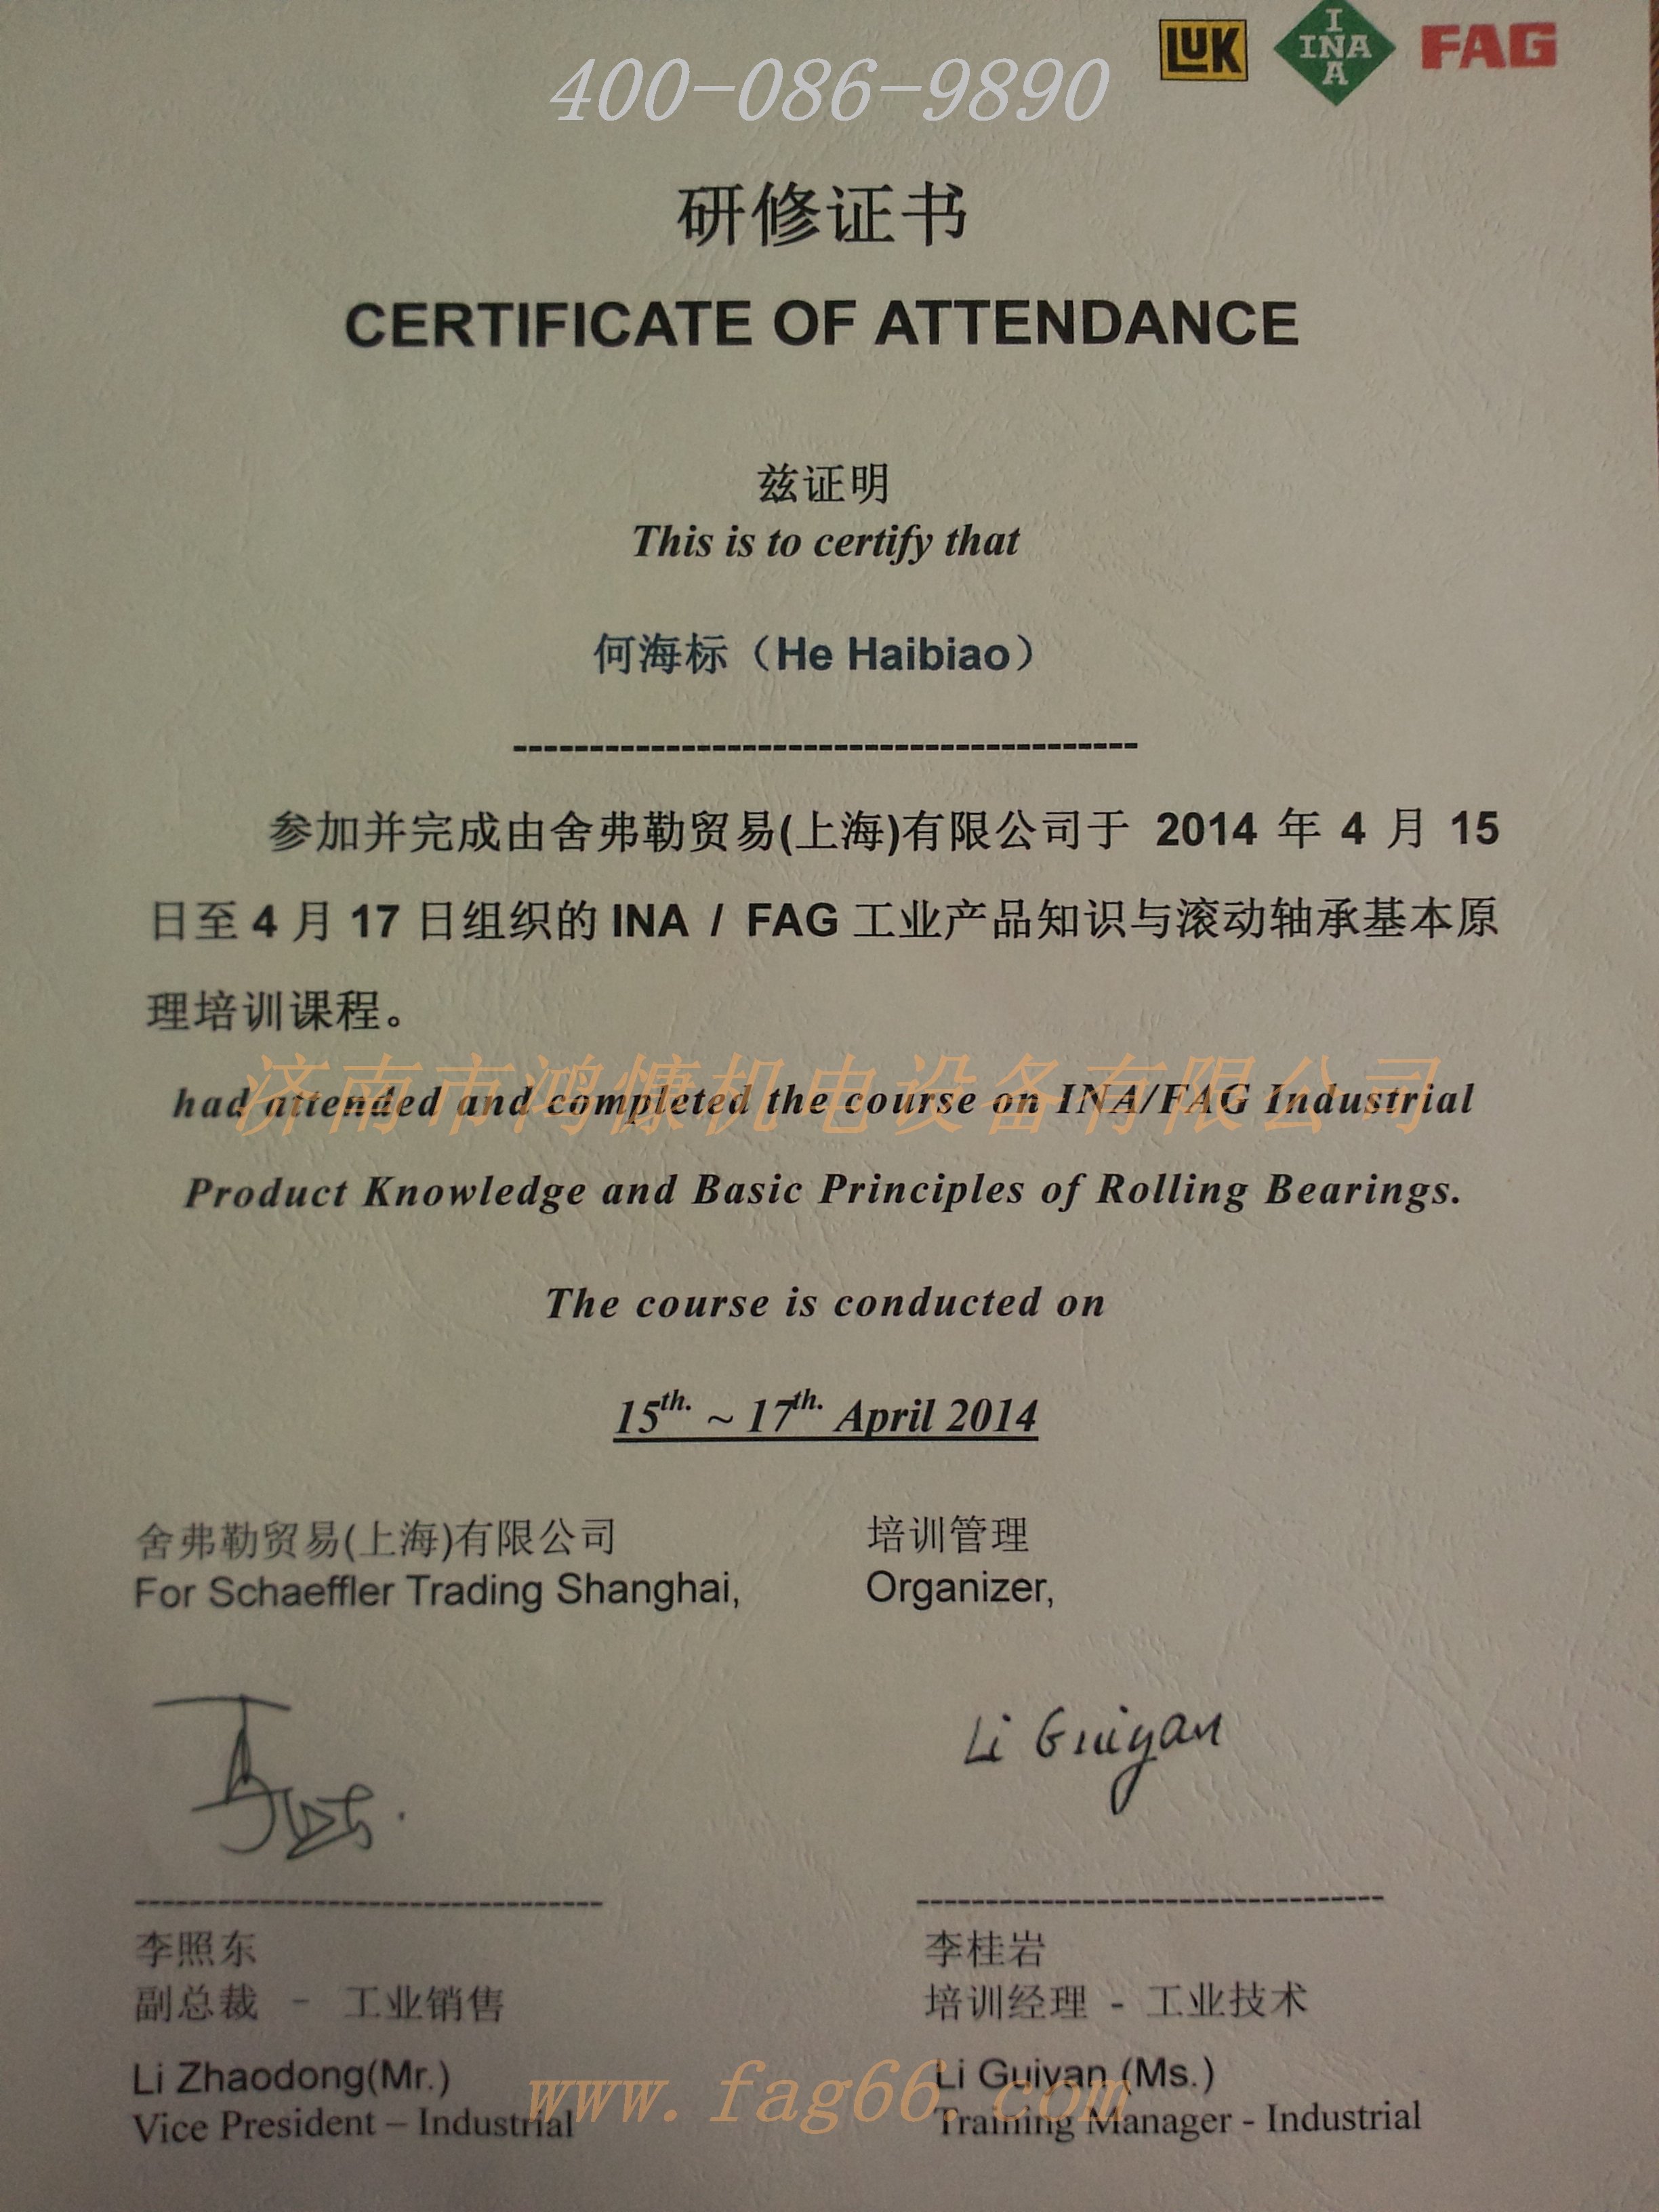 LUK INA INA FAG
400-086-9890
研修证书
CERTIFICATE OF ATTENDANCE
兹证明
This is to certify that
何海标（He Haibiao）
参加并完成由舍弗勒贸易(上海)有限公司于 2014 年 4 月 15
日至 4 月 17 日组织的 INA / FAG 工业产品知识与滚动轴承基本原
理培训课程。
济南市鸿慷机电设备有限公司
had attended and completed the course on INA/FAG Industrial
Product Knowledge and Basic Principles of Rolling Bearings.
The course is conducted on
15th. ~ 17th. April 2014
舍弗勒贸易(上海)有限公司 培训管理
For Schaeffler Trading Shanghai, Organizer,
Li Guiyan
李照东 李桂岩
副总裁 - 工业销售 培训经理 - 工业技术
Li Zhaodong(Mr.) Li Guiyan (Ms.)
www.fag66.com
Vice President – Industrial Training Manager - Industrial